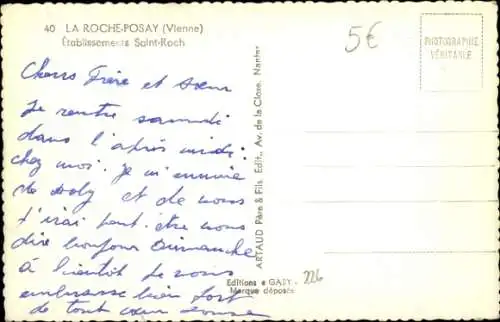 40 LA ROCHE-POSAY (Vienne)
Établissements Saint-Roch
5€
PHOTOGRAPHIE
VÉRITABLE
Chers Frère et sœur
Je rentre samedi
dans l'après midi
chez moi. Je m'ennuie
de Doly et de vous
J'irai peut-être vous
dire bonjour Dimanche
à bientôt Je vous
embrasse bien fort
de tout cœur
ARTAUD Père & Fils. Edit., Av. de la Close. Nantes
Editions « GABY »
Marque déposée
226